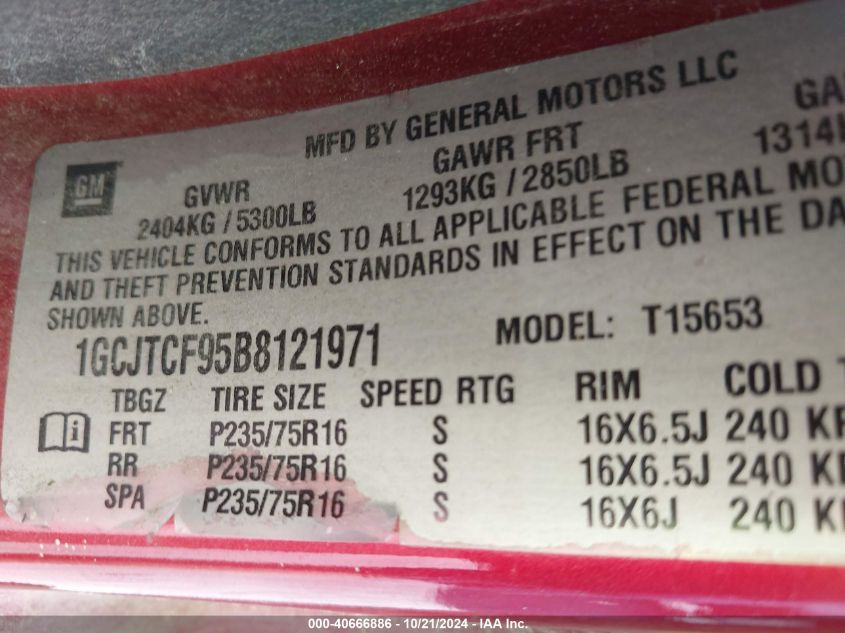 MFD BY GENERAL MOTORS LLC
GM
GVWR GAWR FRT GA
2404KG / 5300LB 1293KG / 2850LB 1314
THIS VEHICLE CONFORMS TO ALL APPLICABLE FEDERAL MO
AND THEFT PREVENTION STANDARDS IN EFFECT ON THE DA
SHOWN ABOVE.
1GCJTCF95B8121971 MODEL: T15653
TBGZ TIRE SIZE SPEED RTG RIM COLD
FRT P235/75R16 S 16X6.5J 240 KP
RR P235/75R16 S 16X6.5J 240 K
SPA P235/75R16 S 16X6J 240 K
000-40666886 - 10/21/2024 - IAA Inc.